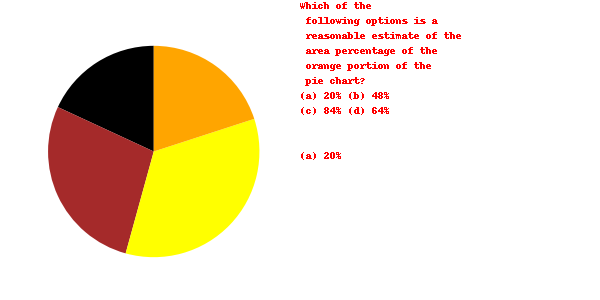 Which of the
following options is a
reasonable estimate of the
area percentage of the
orange portion of the
pie chart?
(a) 20% (b) 48%
(c) 84% (d) 64%
(a) 20%